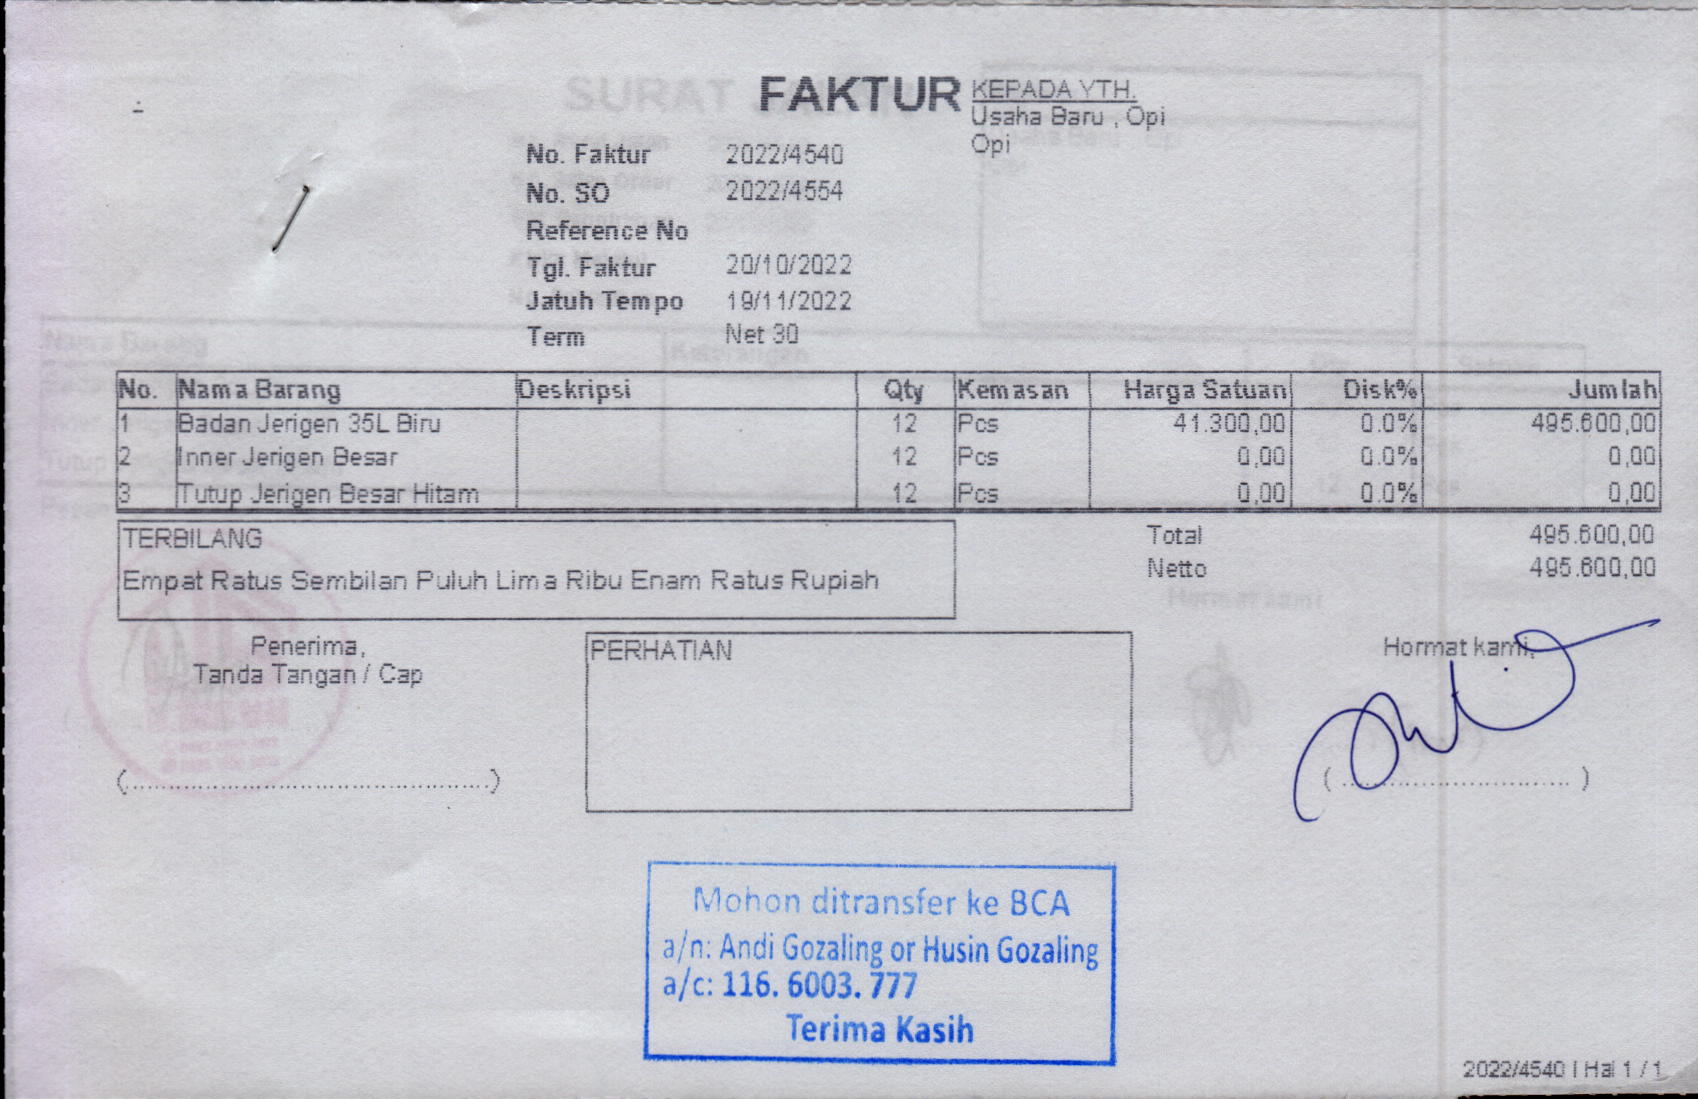 FAKTUR
KEPADA YTH.
Usaha Baru , Opi
Opi
No. Faktur 2022/4540
No. SO 2022/4554
Reference No
Tgl. Faktur 20/10/2022
Jatuh Tempo 19/11/2022
Term Net 30
No. Nama Barang Deskripsi Qty Kemasan Harga Satuan Disk% Jumlah
1 Badan Jerigen 35L Biru 12 Pcs 41.300,00 0.0% 495.600,00
2 Inner Jerigen Besar 12 Pcs 0,00 0.0% 0,00
3 Tutup Jerigen Besar Hitam 12 Pcs 0,00 0.0% 0,00
TERBILANG
Empat Ratus Sembilan Puluh Lima Ribu Enam Ratus Rupiah
Total 495.600,00
Netto 495.600,00
Penerima,
Tanda Tangan / Cap
(................................................)
PERHATIAN
Hormat kami,
( .............................. )
Mohon ditransfer ke BCA
a/n: Andi Gozaling or Husin Gozaling
a/c: 116. 6003. 777
Terima Kasih
2022/4540 | Hal 1 / 1